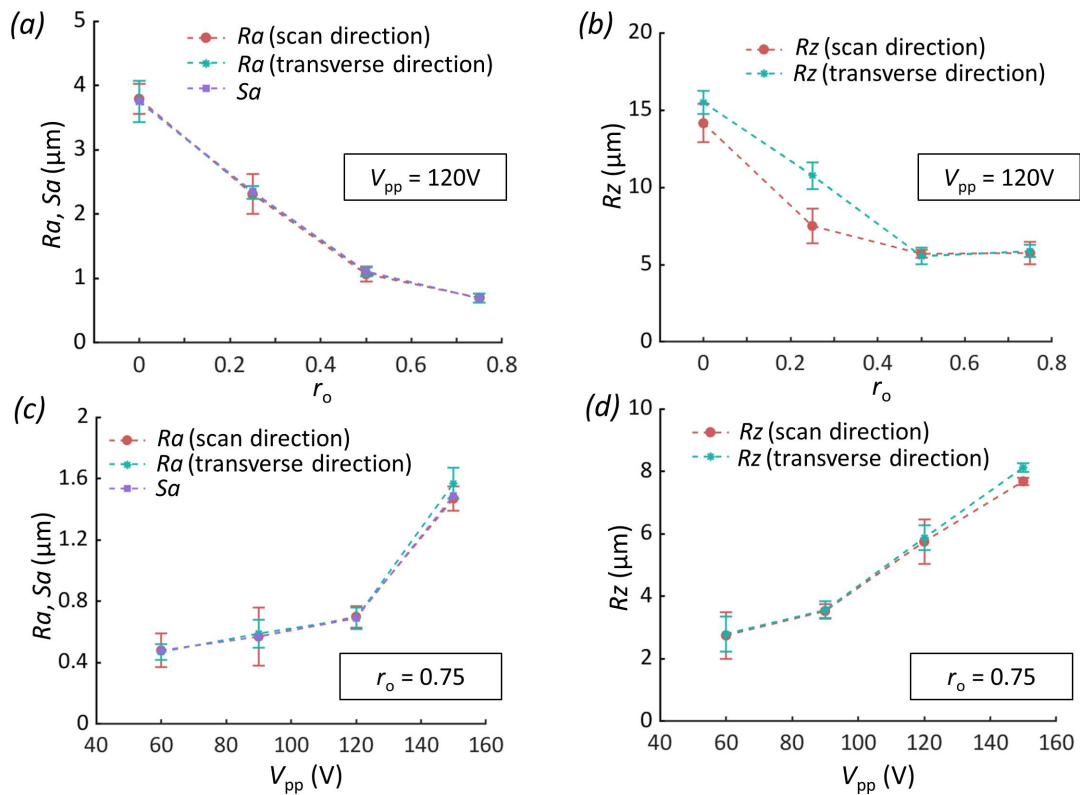 (a)
5
4
3
2
1
0
Ra, Sa (µm)
Ra (scan direction)
Ra (transverse direction)
Sa
Vpp = 120V
0
0.2
0.4
0.6
0.8
ro
(b)
20
15
10
5
0
Rz (µm)
Rz (scan direction)
Rz (transverse direction)
Vpp = 120V
0
0.2
0.4
0.6
0.8
ro
(c)
2
1.6
1.2
0.8
0.4
0
Ra, Sa (µm)
Ra (scan direction)
Ra (transverse direction)
Sa
ro = 0.75
40
60
80
100
120
140
160
Vpp (V)
(d)
10
8
6
4
2
0
Rz (µm)
Rz (scan direction)
Rz (transverse direction)
ro = 0.75
40
60
80
100
120
140
160
Vpp (V)